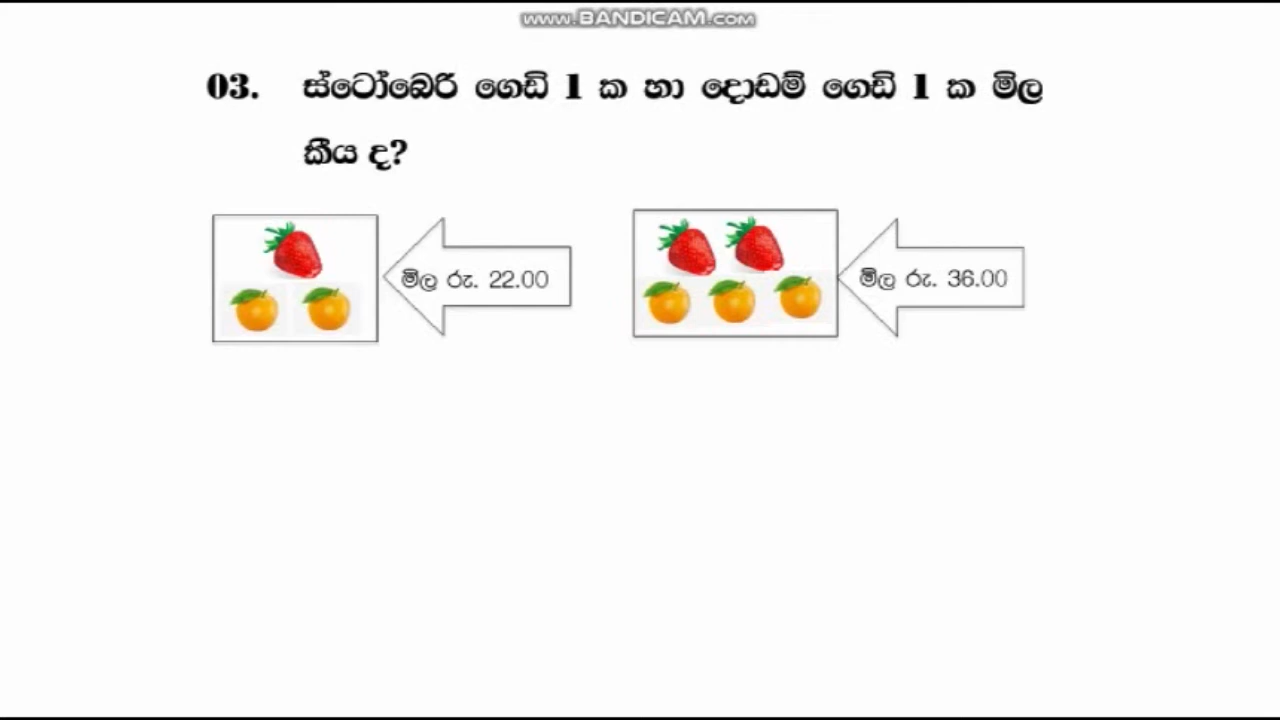 www.BANDICAM.com
03. ස්ටෝබෙරි ගෙඩි 1 ක හා දොඩම් ගෙඩි 1 ක මිල
කීය ද?
මිල රු. 22.00
මිල රු. 36.00